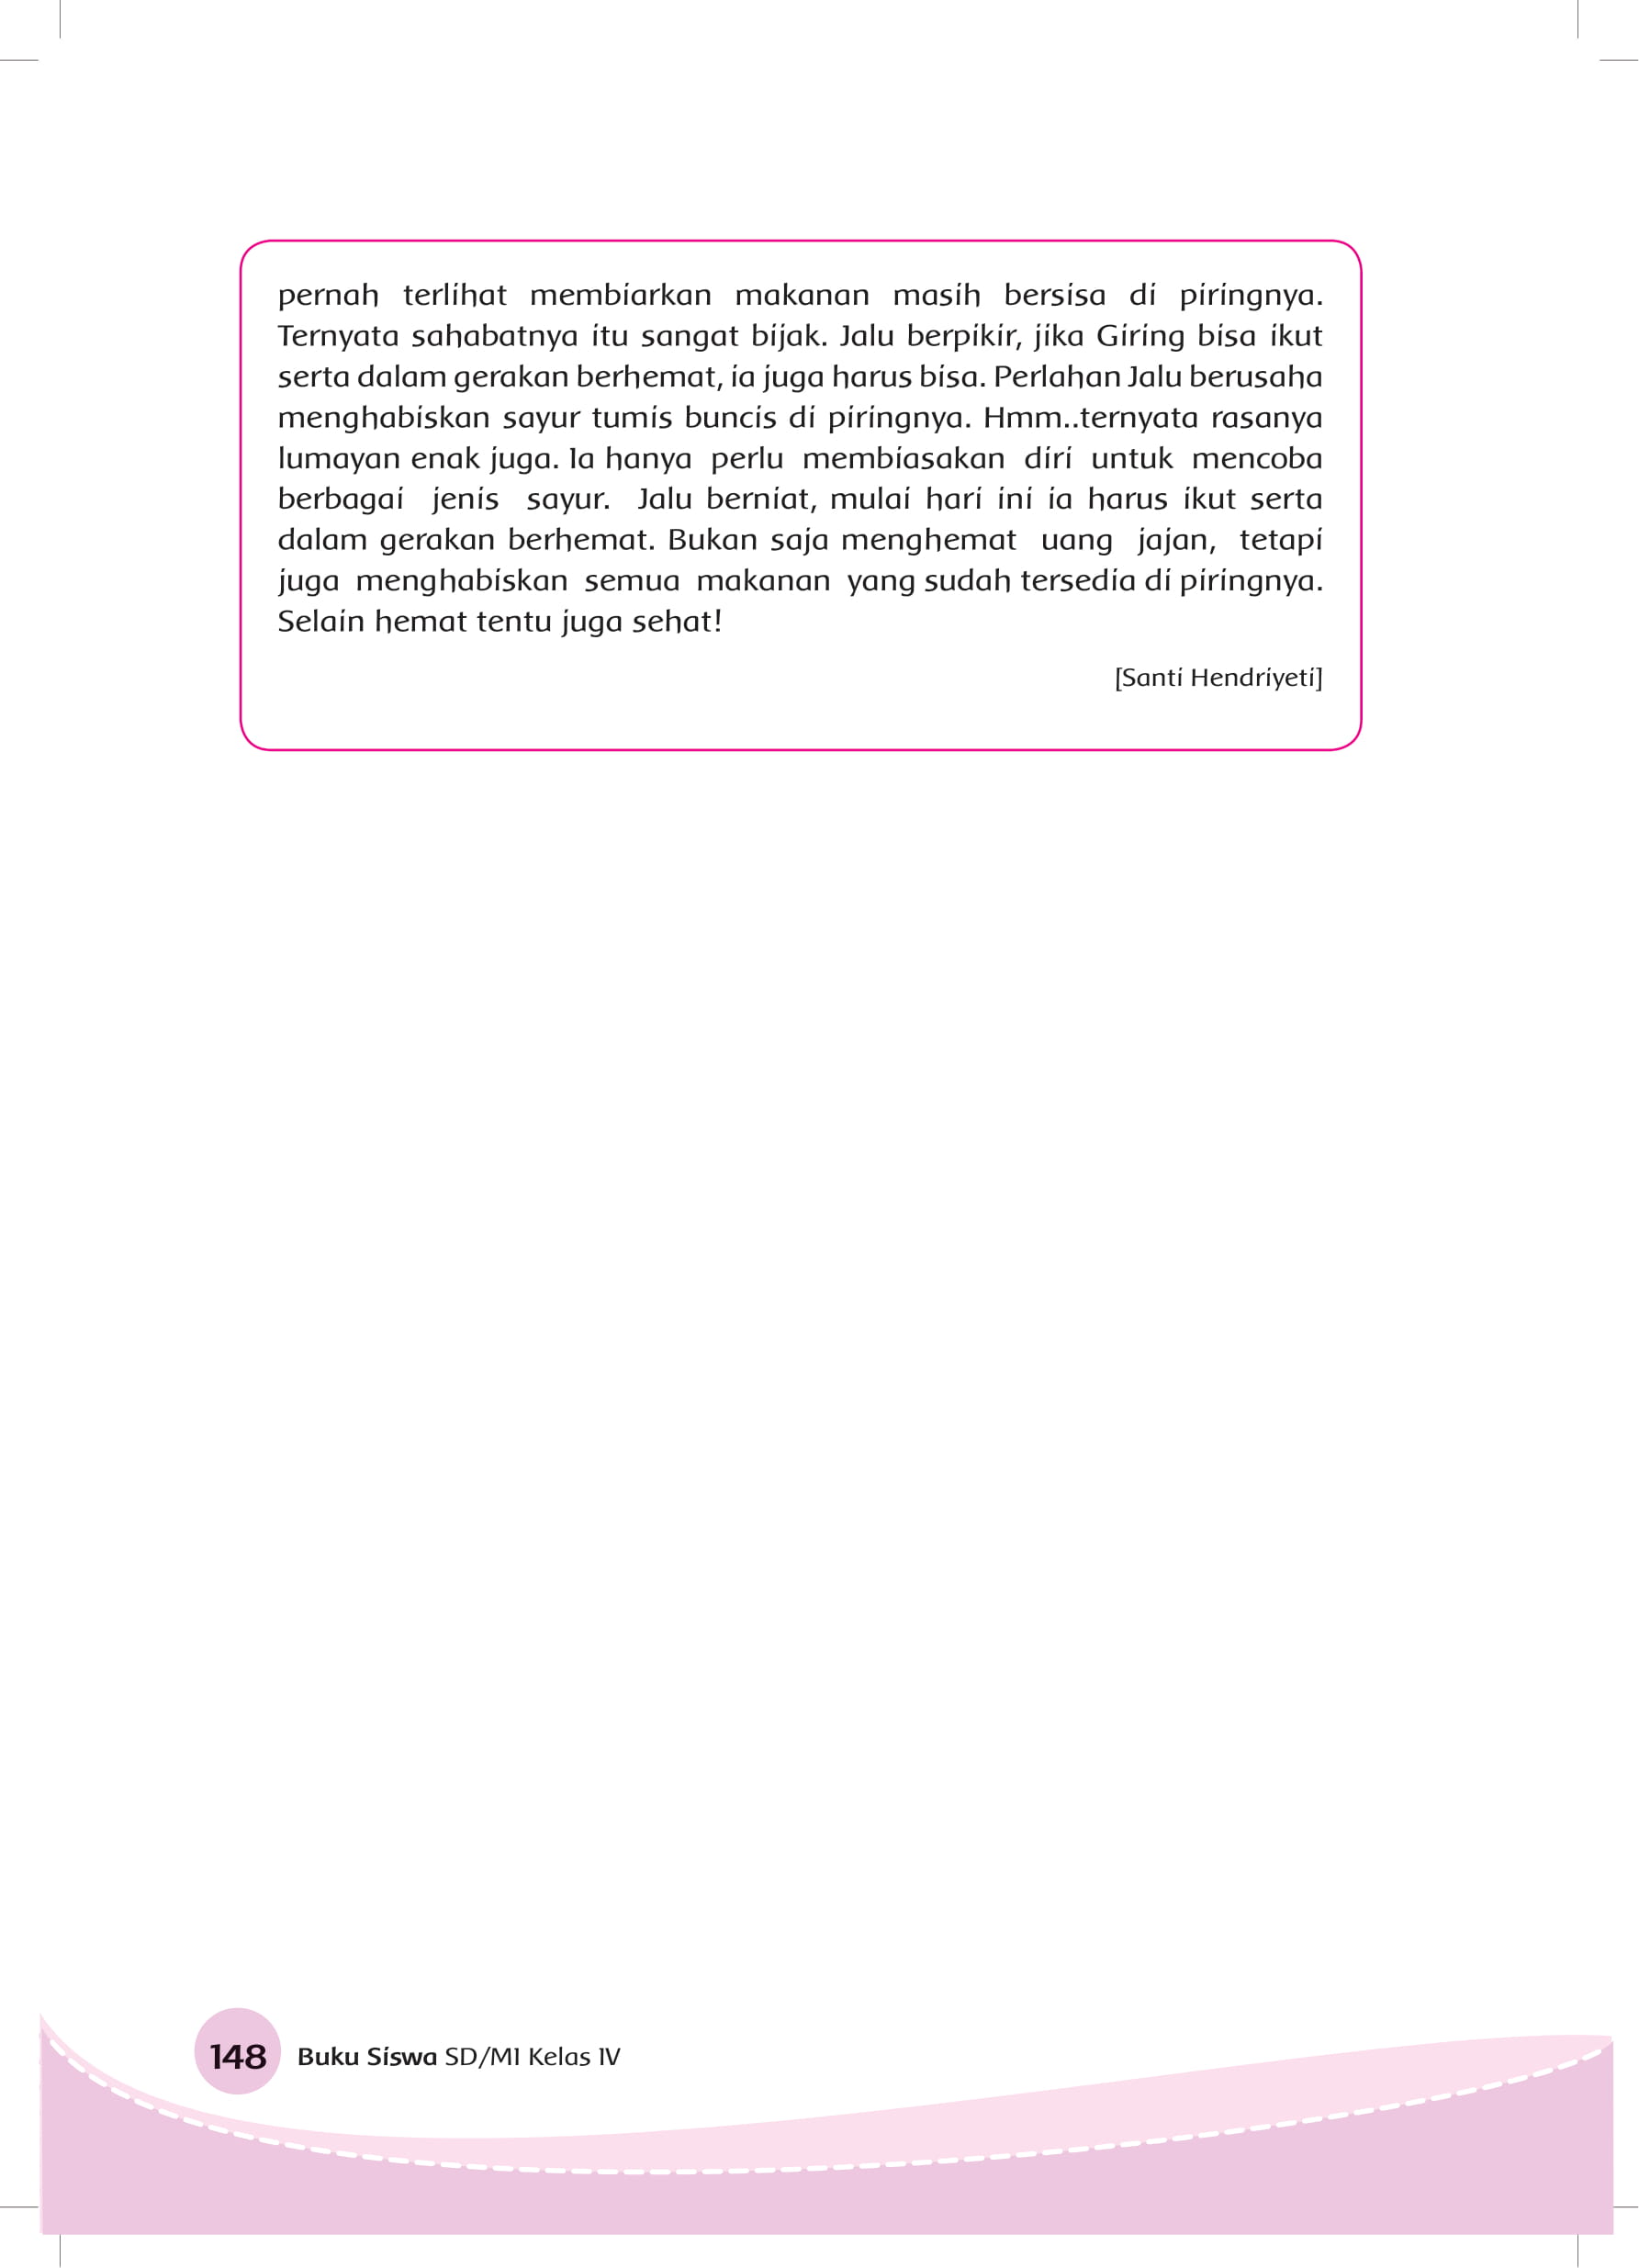 pernah terlihat membiarkan makanan masih bersisa di piringnya.
Ternyata sahabatnya itu sangat bijak. Jalu berpikir, jika Giring bisa ikut
serta dalam gerakan berhemat, ia juga harus bisa. Perlahan Jalu berusaha
menghabiskan sayur tumis buncis di piringnya. Hmm..ternyata rasanya
lumayan enak juga. Ia hanya perlu membiasakan diri untuk mencoba
berbagai jenis sayur. Jalu berniat, mulai hari ini ia harus ikut serta
dalam gerakan berhemat. Bukan saja menghemat uang jajan, tetapi
juga menghabiskan semua makanan yang sudah tersedia di piringnya.
Selain hemat tentu juga sehat!
[Santi Hendriyeti]
148 Buku Siswa SD/MI Kelas IV